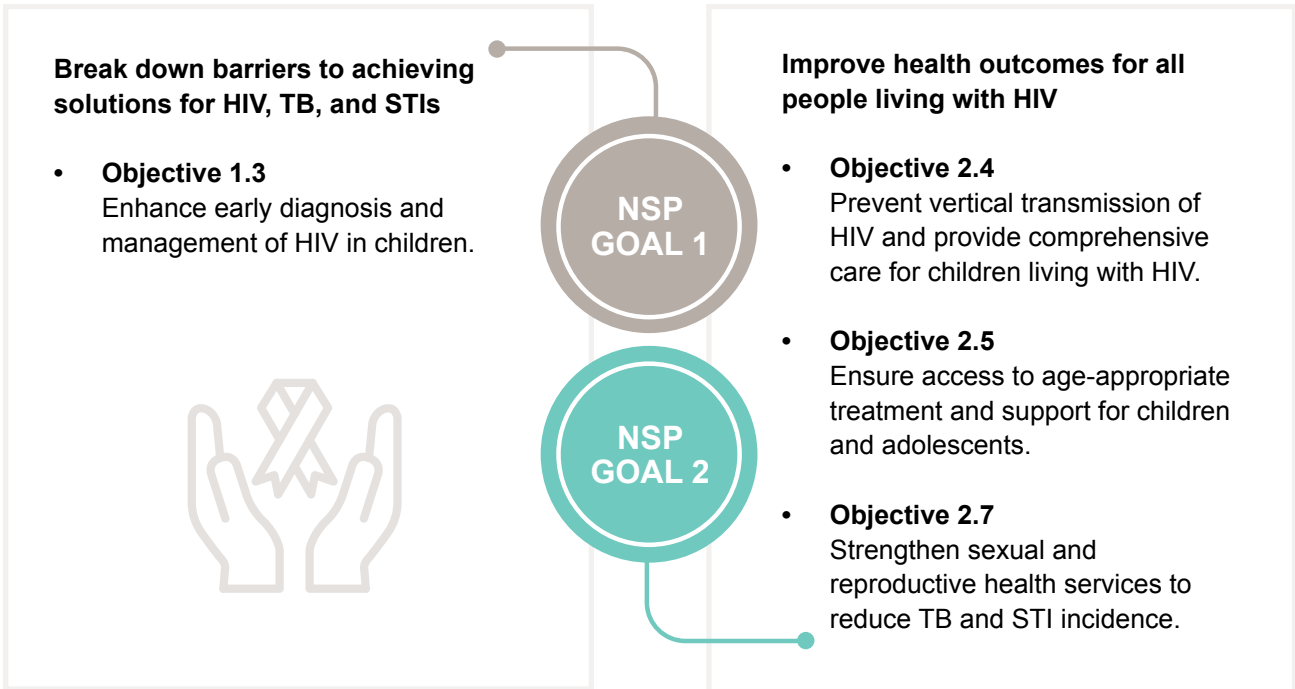 Break down barriers to achieving
solutions for HIV, TB, and STIs
• Objective 1.3
Enhance early diagnosis and
management of HIV in children.
NSP
GOAL 1
NSP
GOAL 2
Improve health outcomes for all
people living with HIV
• Objective 2.4
Prevent vertical transmission of
HIV and provide comprehensive
care for children living with HIV.
• Objective 2.5
Ensure access to age-appropriate
treatment and support for children
and adolescents.
• Objective 2.7
Strengthen sexual and
reproductive health services to
reduce TB and STI incidence.